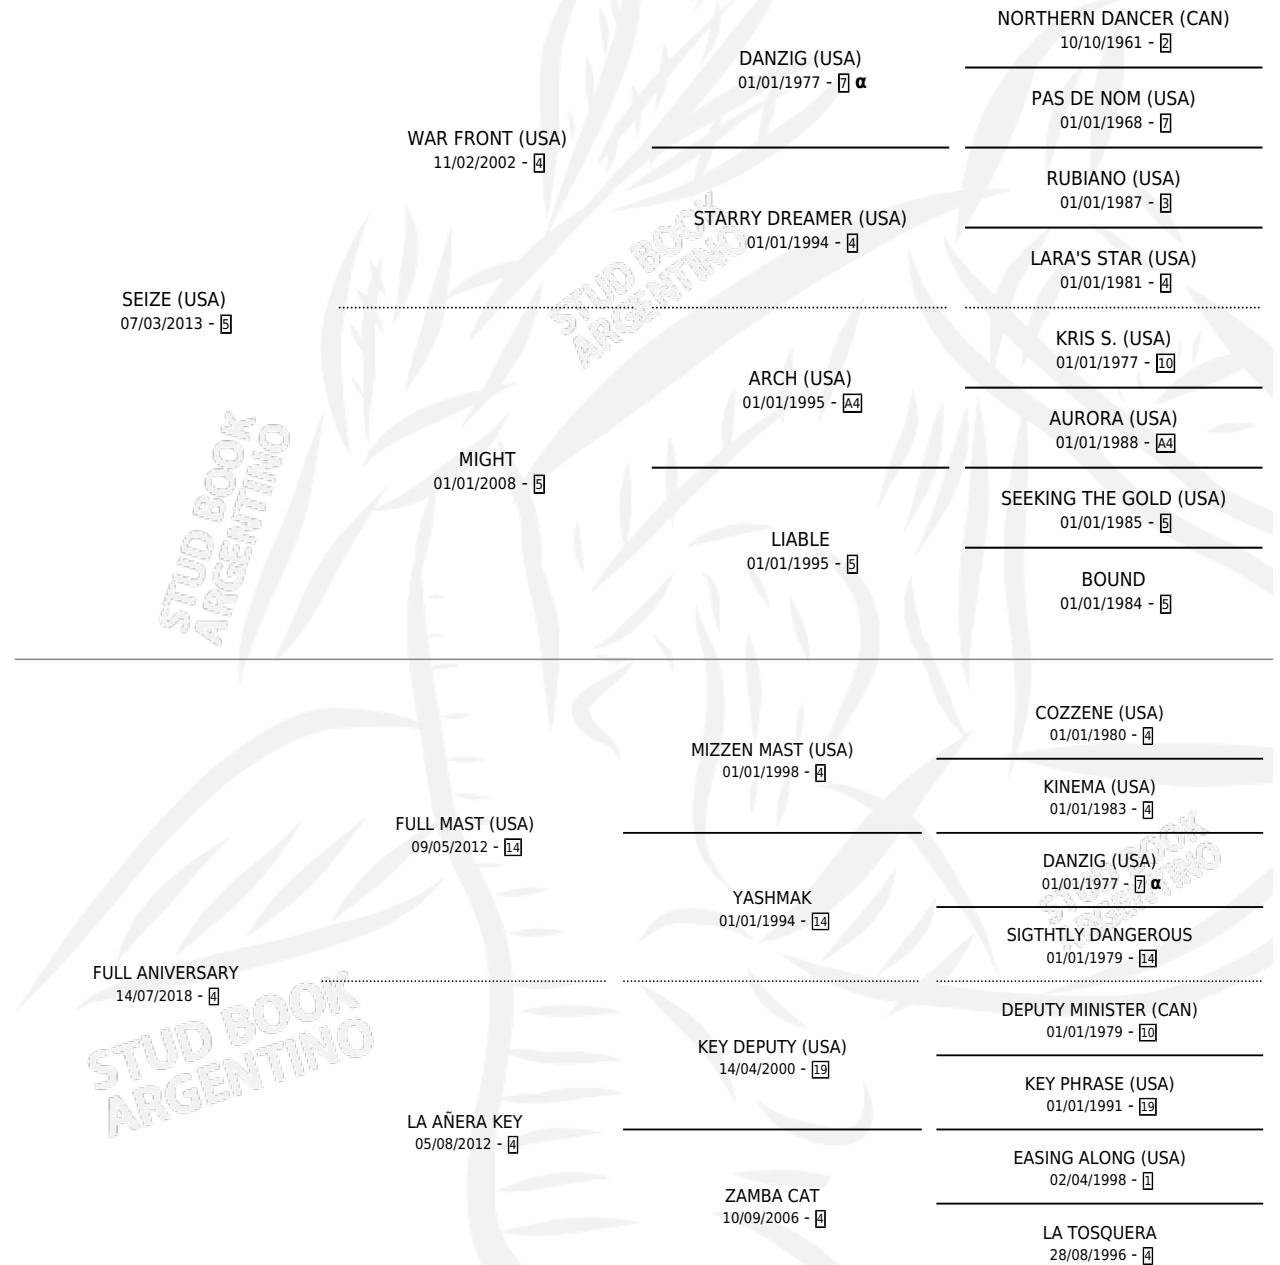 NORTHERN DANCER (CAN)
10/10/1961 - 2
DANZIG (USA)
01/01/1977 - 7 α
PAS DE NOM (USA)
01/01/1968 - 7
WAR FRONT (USA)
11/02/2002 - 4
RUBIANO (USA)
01/01/1987 - 3
STARRY DREAMER (USA)
01/01/1994 - 4
LARA'S STAR (USA)
01/01/1981 - 4
SEIZE (USA)
07/03/2013 - 5
KRIS S. (USA)
01/01/1977 - 10
ARCH (USA)
01/01/1995 - A4
AURORA (USA)
01/01/1988 - A4
MIGHT
01/01/2008 - 5
SEEKING THE GOLD (USA)
01/01/1985 - 5
LIABLE
01/01/1995 - 5
BOUND
01/01/1984 - 5
COZZENE (USA)
01/01/1980 - 4
MIZZEN MAST (USA)
01/01/1998 - 4
KINEMA (USA)
01/01/1983 - 4
FULL MAST (USA)
09/05/2012 - 14
DANZIG (USA)
01/01/1977 - 7 α
YASHMAK
01/01/1994 - 14
SIGTHTLY DANGEROUS
01/01/1979 - 14
FULL ANIVERSARY
14/07/2018 - 4
DEPUTY MINISTER (CAN)
01/01/1979 - 10
KEY DEPUTY (USA)
14/04/2000 - 19
KEY PHRASE (USA)
01/01/1991 - 19
LA AÑERA KEY
05/08/2012 - 4
EASING ALONG (USA)
02/04/1998 - 1
ZAMBA CAT
10/09/2006 - 4
LA TOSQUERA
28/08/1996 - 4
STUD BOOK
ARGENTINO
STUD BOOK
ARGENTINO
STUD BOOK
ARGENTINO
STUD BOOK
ARGENTINO